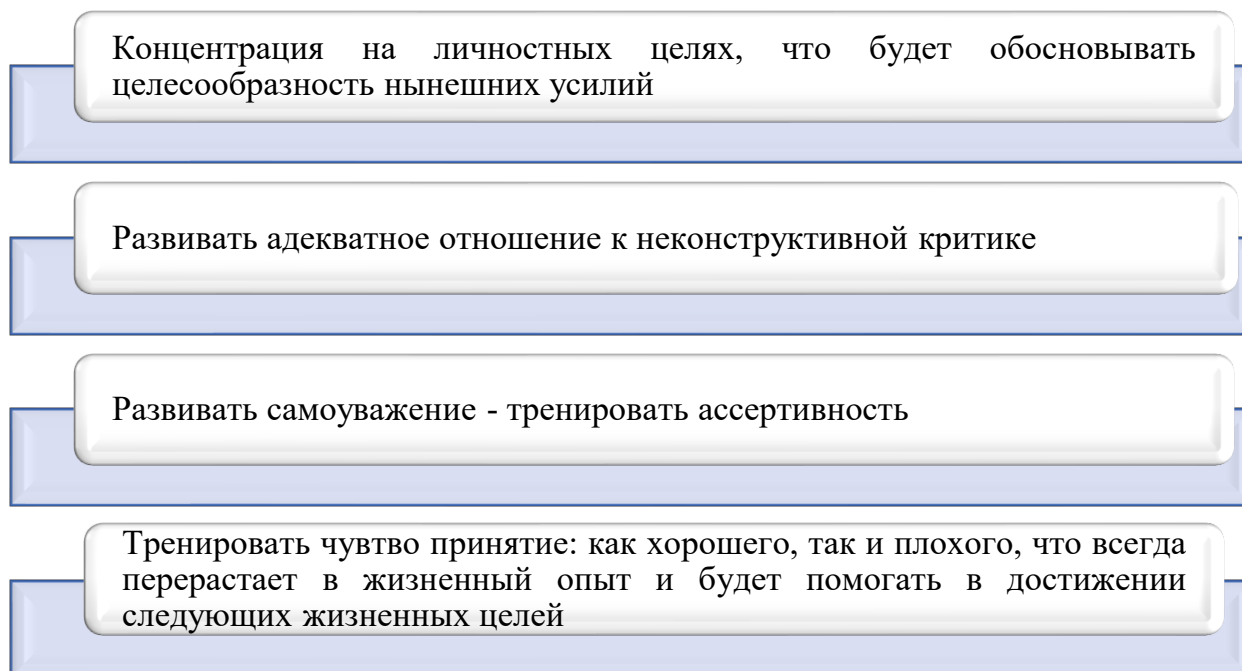 Концентрация на личностных целях, что будет обосновывать
целесообразность нынешних усилий
Развивать адекватное отношение к неконструктивной критике
Развивать самоуважение - тренировать ассертивность
Тренировать чувтво принятие: как хорошего, так и плохого, что всегда
перерастает в жизненный опыт и будет помогать в достижении
следующих жизненных целей